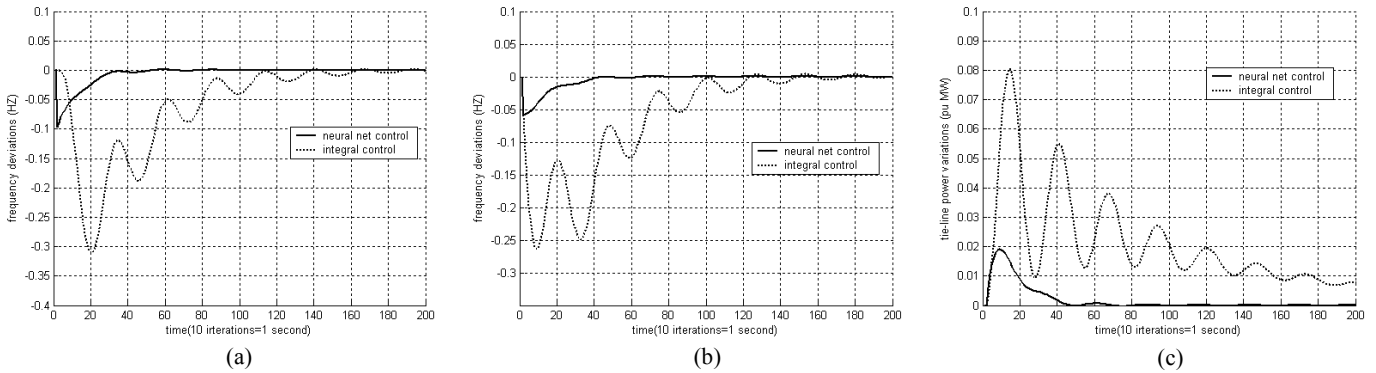 0.1
0.05
0
-0.05
-0.1
-0.15
-0.2
-0.25
-0.3
-0.35
-0.4
frequency deviations (HZ)
neural net control
integral control
0 20 40 60 80 100 120 140 160 180 200
time(10 irterations=1 second)
(a)
0.1
0.05
0
-0.05
-0.1
-0.15
-0.2
-0.25
-0.3
frequency deviations (HZ)
neural net control
integral control
0 20 40 60 80 100 120 140 160 180 200
time(10 irterations=1 second)
(b)
0.1
0.09
0.08
0.07
0.06
0.05
0.04
0.03
0.02
0.01
0
tie-line power variations (pu MW)
neural net control
integral control
0 20 40 60 80 100 120 140 160 180 200
time(10 irterations=1 second)
(c)